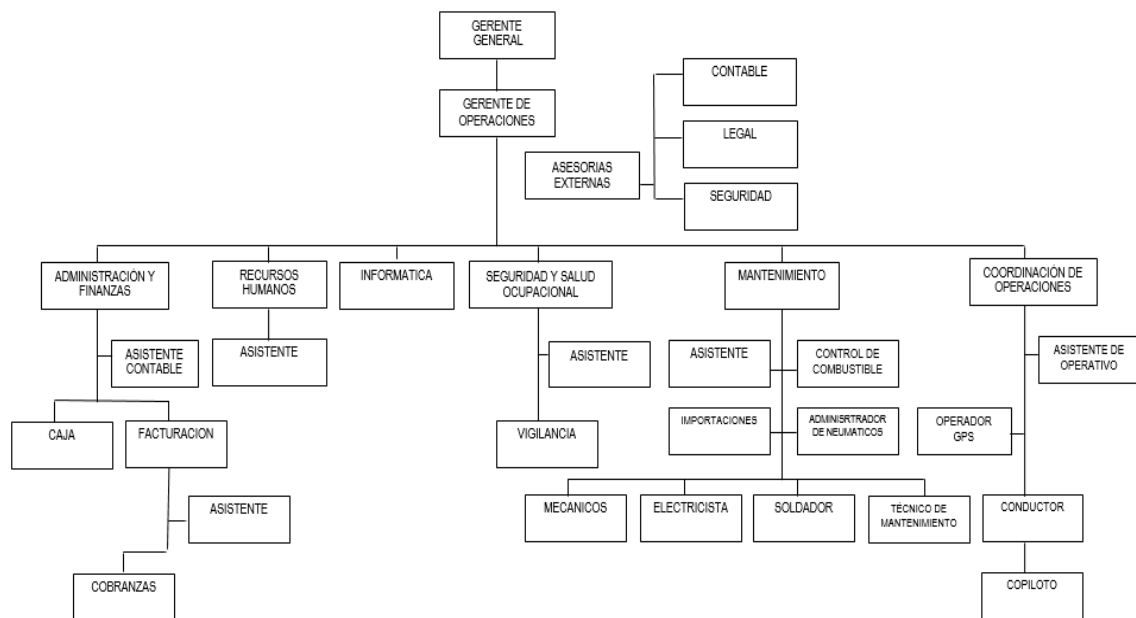 GERENTE
GENERAL
CONTABLE
GERENTE DE
OPERACIONES
LEGAL
ASESORIAS
EXTERNAS
SEGURIDAD
ADMINISTRACIÓN Y
FINANZAS
RECURSOS
HUMANOS
INFORMATICA
SEGURIDAD Y SALUD
OCUPACIONAL
MANTENIMIENTO
COORDINACIÓN DE
OPERACIONES
ASISTENTE
CONTABLE
ASISTENTE
ASISTENTE
ASISTENTE
CONTROL DE
COMBUSTIBLE
ASISTENTE DE
OPERATIVO
CAJA
FACTURACION
VIGILANCIA
IMPORTACIONES
ADMINISRTRADOR
DE NEUMATICOS
OPERADOR
GPS
ASISTENTE
MECANICOS
ELECTRICISTA
SOLDADOR
TÉCNICO DE
MANTENIMIENTO
CONDUCTOR
COBRANZAS
COPILOTO